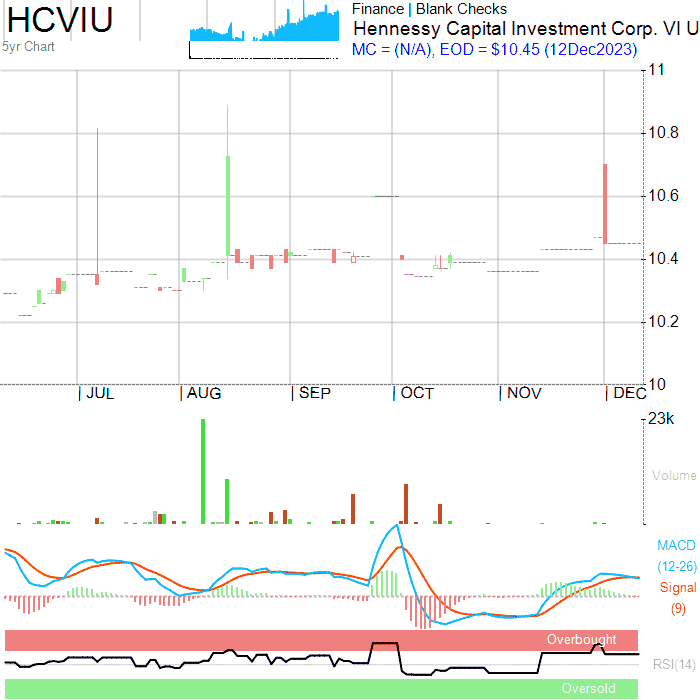 HCVIU
5yr Chart
Finance | Blank Checks
Hennessy Capital Investment Corp. VI U
MC = (N/A), EOD = $10.45 (12Dec2023)
11
10.8
10.6
10.4
10.2
10
| JUL | AUG | SEP | OCT | NOV | DEC
23k
Volume
MACD
(12-26)
Signal
(9)
Overbought
RSI(14)
Oversold